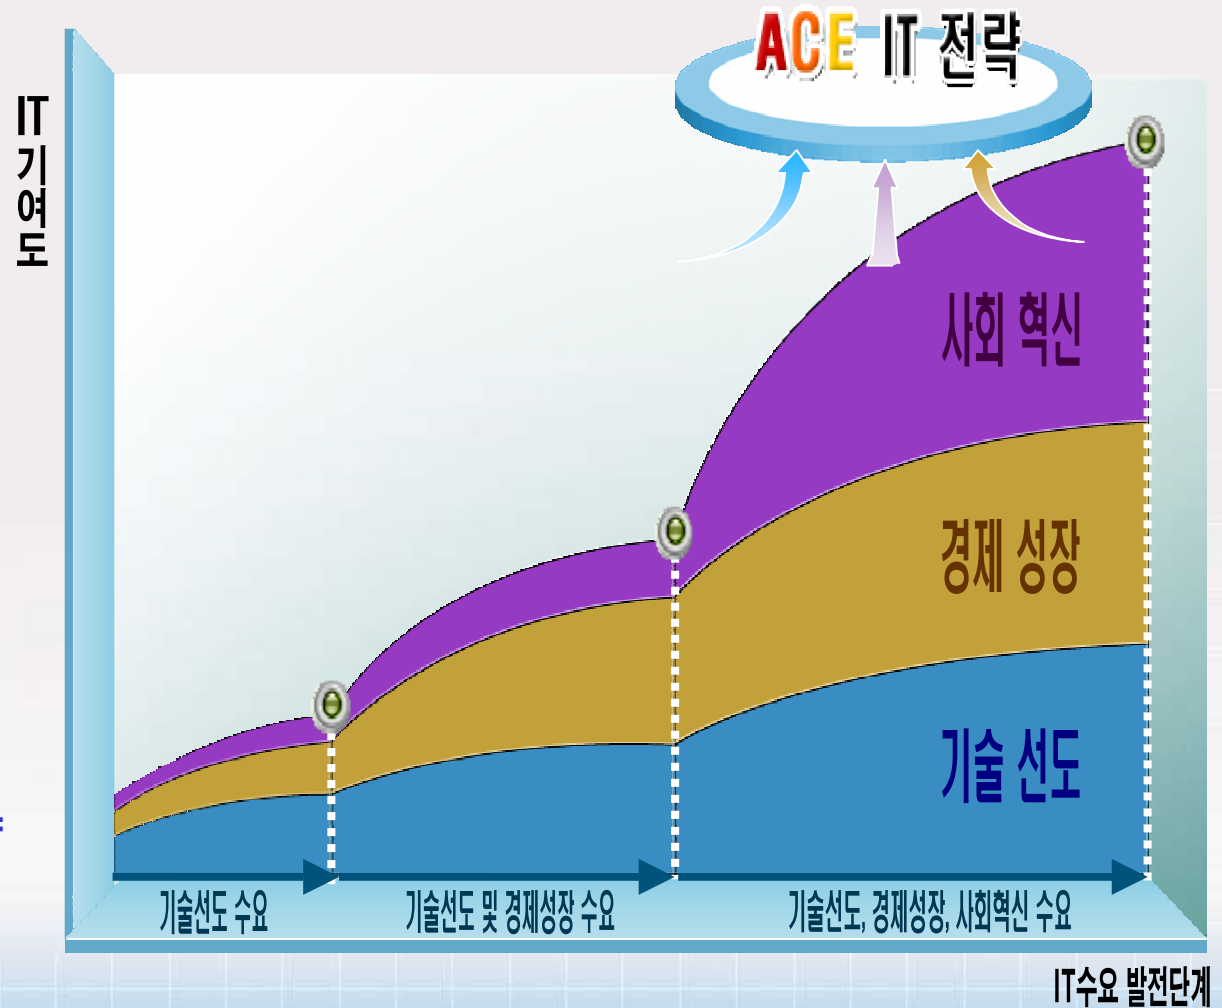 ACE IT 전략
IT
기
여
도
사회 혁신
경제 성장
기술 선도
기술선도 수요
기술선도 및 경제성장 수요
기술선도, 경제성장, 사회혁신 수요
IT수요 발전단계